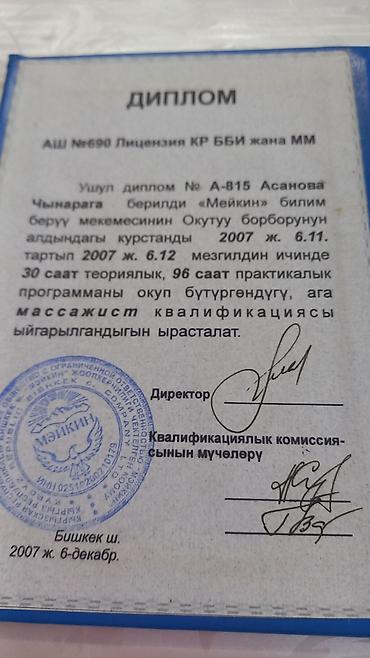 ДИПЛОМ
АШ №690 Лицензия КР ББИ жана ММ
Ушул диплом № А-815 Асанова
Чынарага берилди «Мейкин» билим
берүү мекемесинин Окутуу борборунун
алдындагы курстанды 2007 ж. 6.11.
тартып 2007 ж. 6.12 мезгилдин ичинде
30 саат теориялык, 96 саат практикалык
программаны окуп бүтүргөндүгү, ага
массажист квалификациясы
ыйгарылгандыгын ырасталат.
Директор
Квалификациялык комиссия-
сынын мүчөлөрү
МЭЙКИН
Бишкек ш.
2007 ж. 6-декабр.